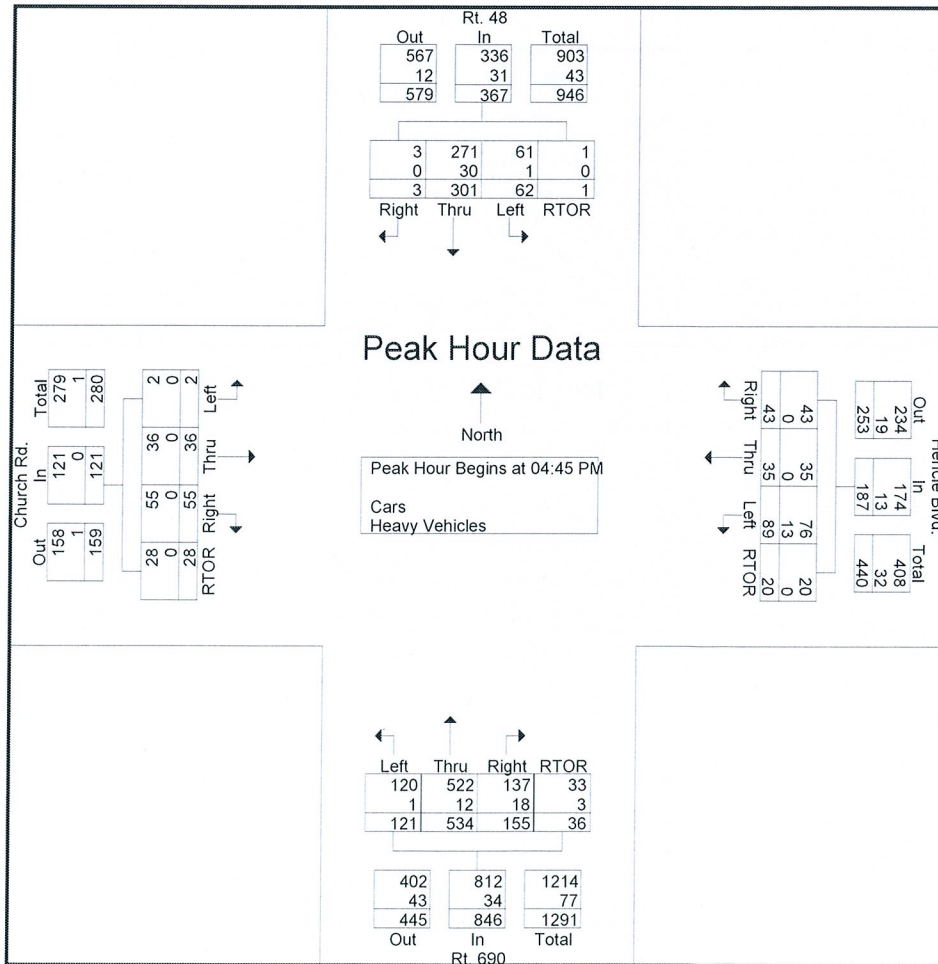 Rt. 48
Out In Total
567 336 903
12 31 43
579 367 946
3 271 61 1
0 30 1 0
3 301 62 1
Right Thru Left RTOR
Peak Hour Data
North
Peak Hour Begins at 04:45 PM
Cars
Heavy Vehicles
Church Rd.
Out In Total
158 121 279
1 0 1
159 121 280
RTOR Right Thru Left
28 55 36 2
0 0 0 0
28 55 36 2
Out In Total
234 174 408
19 13 32
253 187 440
43 35 76 20
0 0 13 0
43 35 89 20
Right Thru Left RTOR
Left Thru Right RTOR
120 522 137 33
1 12 18 3
121 534 155 36
402 812 1214
43 34 77
445 846 1291
Out In Total
Rt. 690